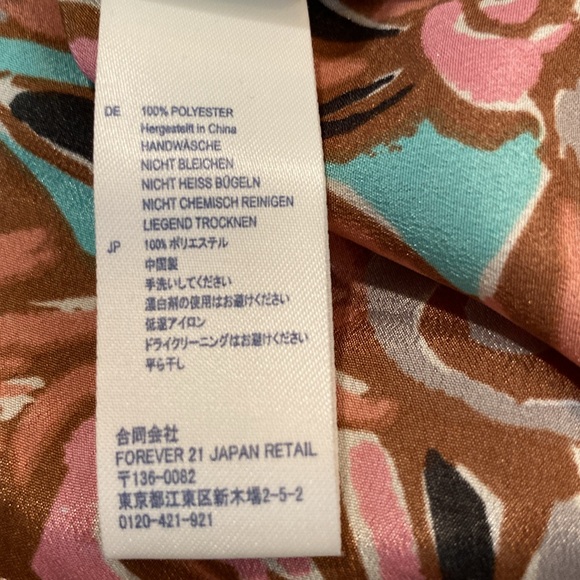 DE 100% POLYESTER
Hergestellt in China
HANDWÄSCHE
NICHT BLEICHEN
NICHT HEISS BÜGELN
NICHT CHEMISCH REINIGEN
LIEGEND TROCKNEN
JP 100% ポリエステル
中国製
手洗いしてください
漂白剤の使用はお避けください
低温アイロン
ドライクリーニングはお避けください
平ら干し
合同会社
FOREVER 21 JAPAN RETAIL
〒136-0082
東京都江東区新木場2-5-2
0120-421-921